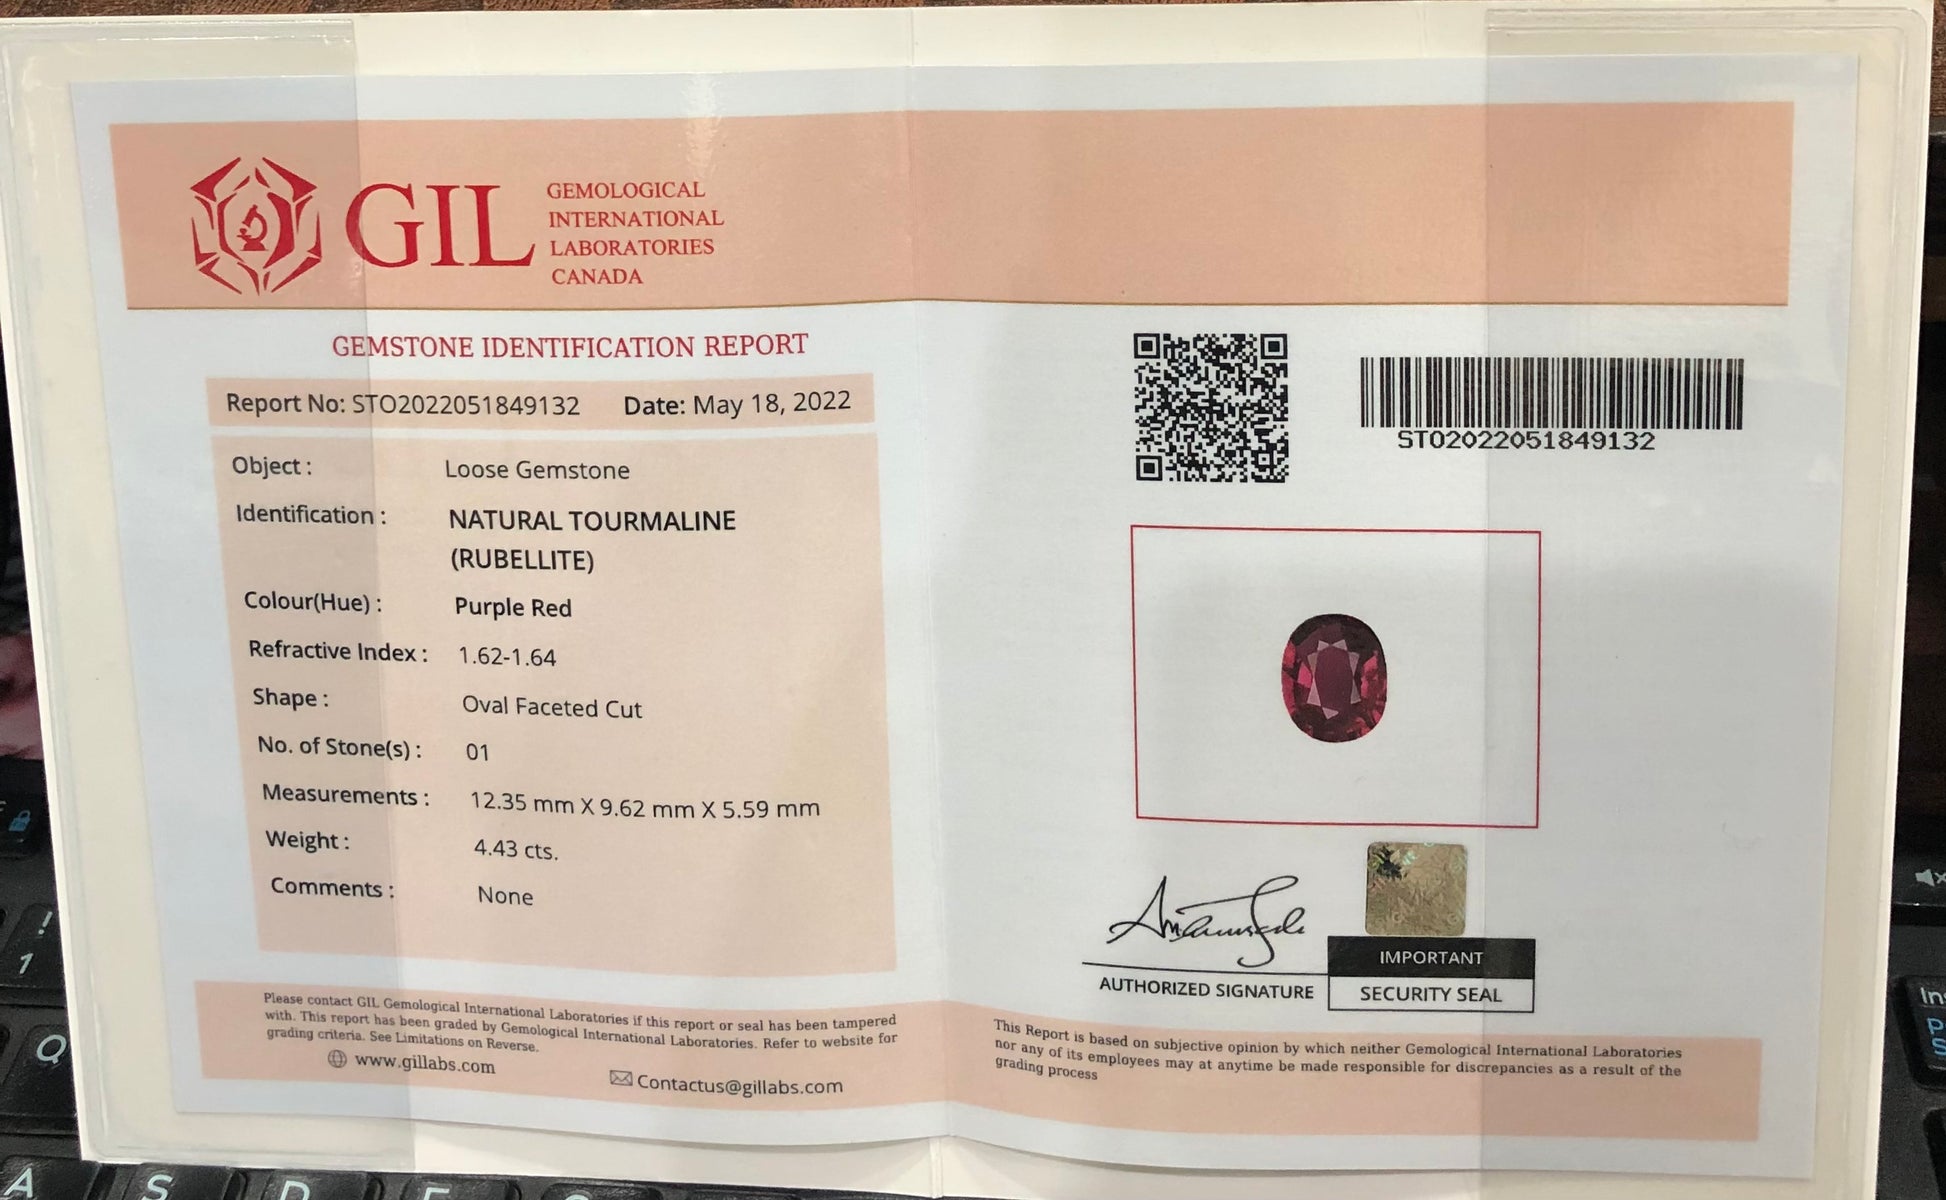 GIL
GEMOLOGICAL
INTERNATIONAL
LABORATORIES
CANADA
GEMSTONE IDENTIFICATION REPORT
Report No: STO2022051849132 Date: May 18, 2022
Object : Loose Gemstone
Identification : NATURAL TOURMALINE
(RUBELLITE)
Colour(Hue) : Purple Red
Refractive Index : 1.62-1.64
Shape : Oval Faceted Cut
No. of Stone(s) : 01
Measurements : 12.35 mm X 9.62 mm X 5.59 mm
Weight : 4.43 cts.
Comments : None
Please contact GIL Gemological International Laboratories if this report or seal has been tampered
with. This report has been graded by Gemological International Laboratories. Refer to website for
grading criteria. See Limitations on Reverse.
www.gillabs.com
Contactus@gillabs.com
STO2022051849132
AUTHORIZED SIGNATURE
IMPORTANT
SECURITY SEAL
This Report is based on subjective opinion by which neither Gemological International Laboratories
nor any of its employees may at anytime be made responsible for discrepancies as a result of the
grading process
!
1
Q
A
S
D